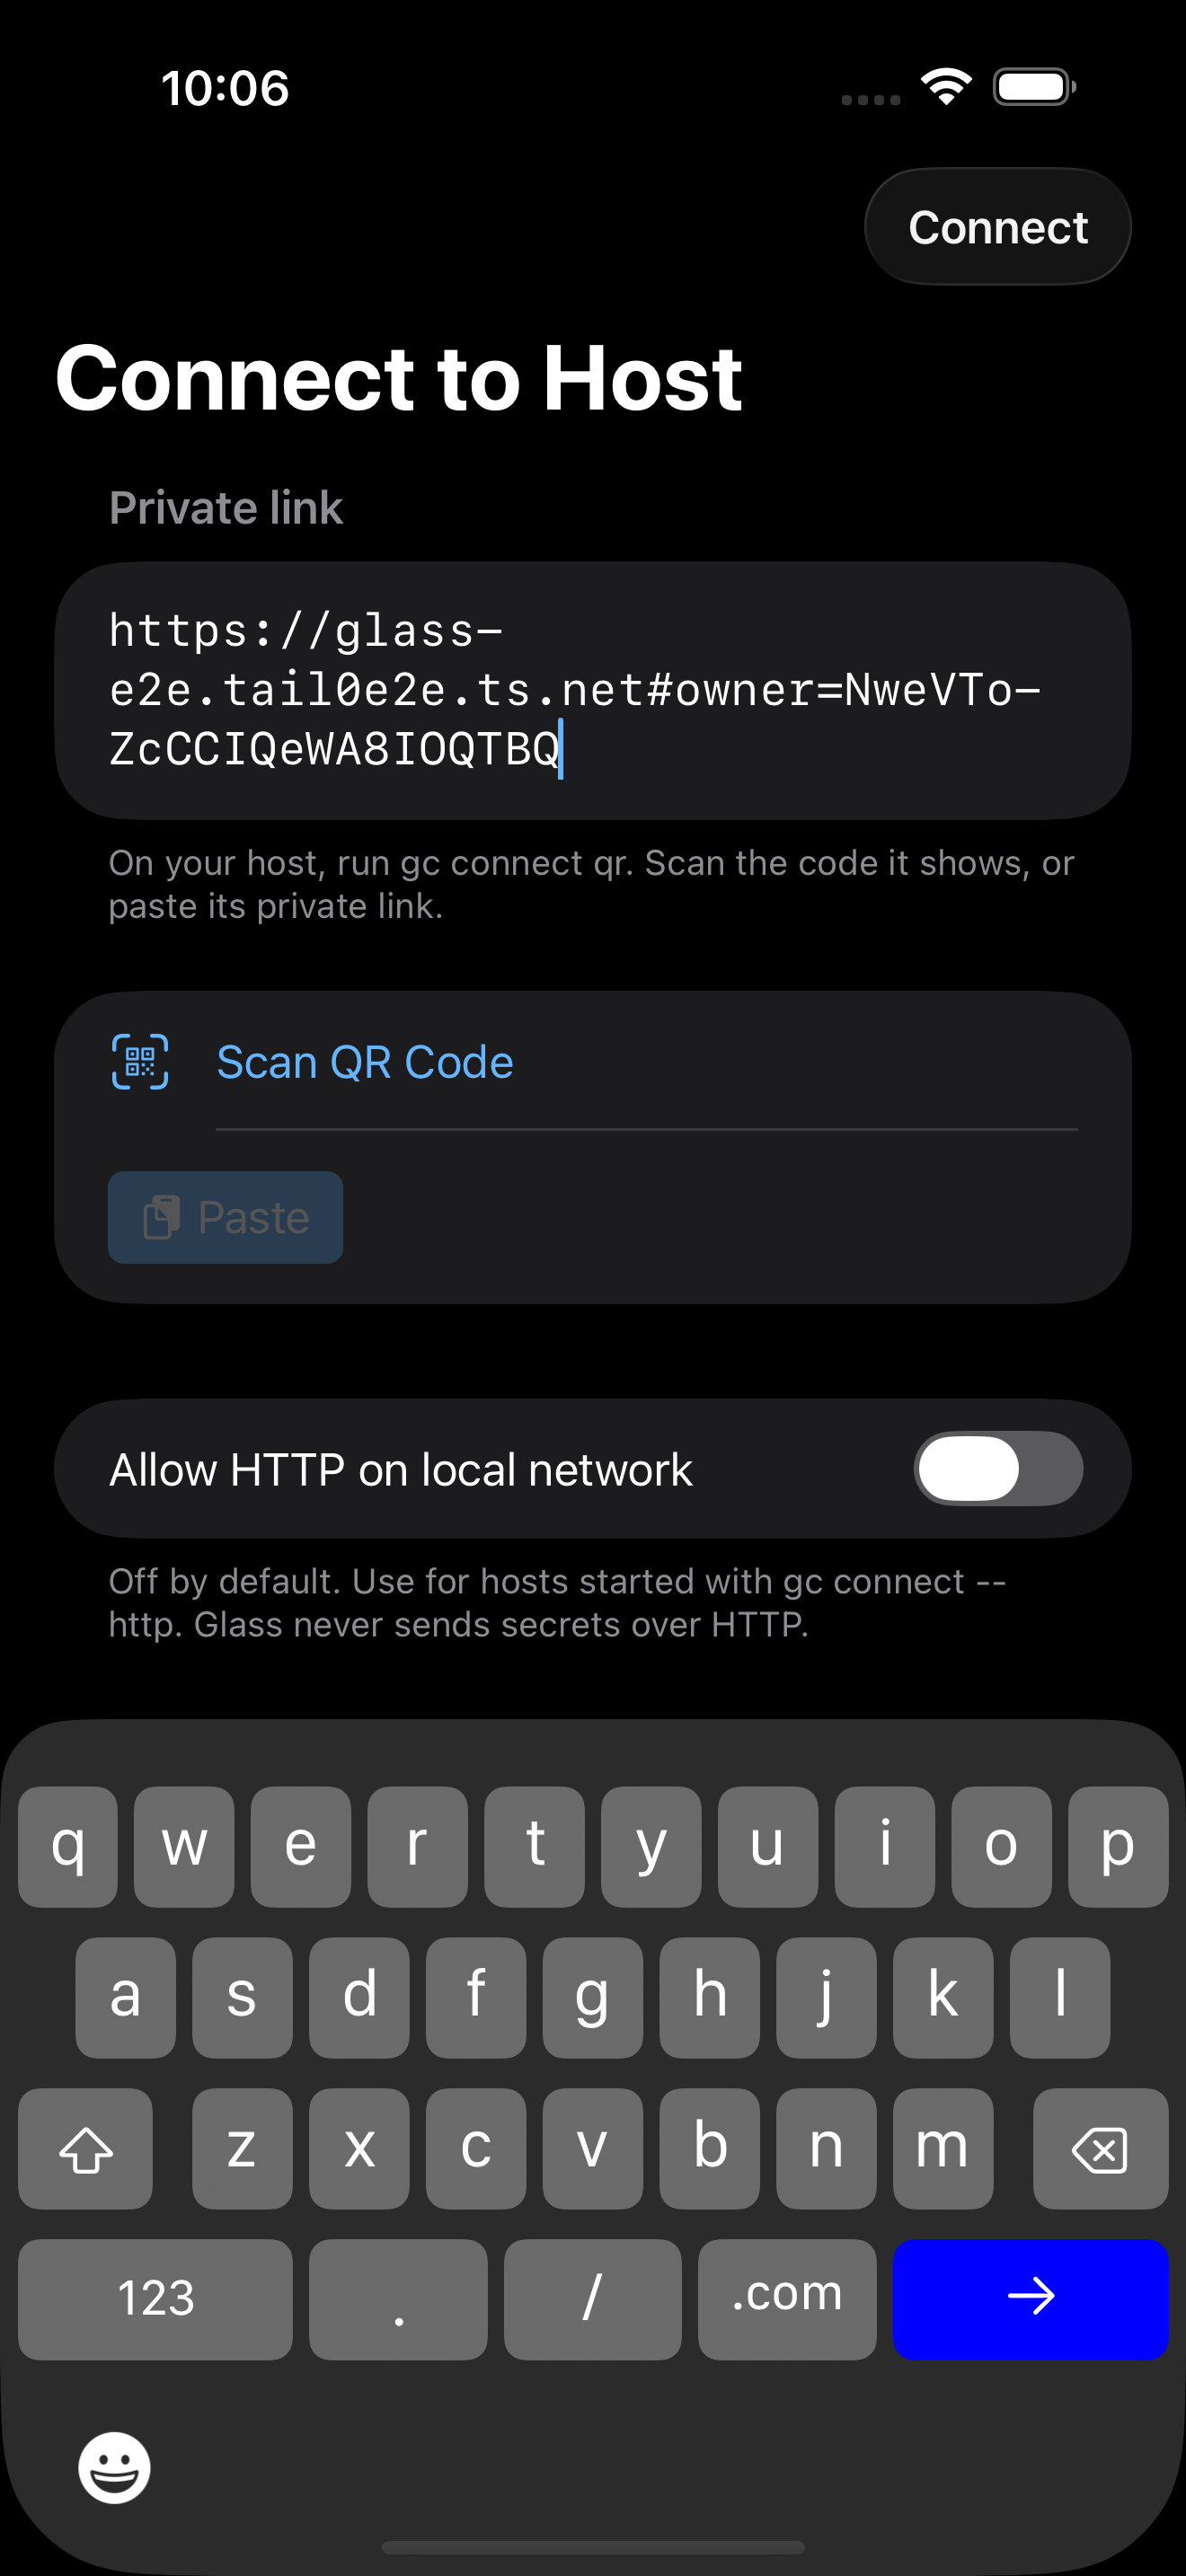 10:06
Connect
Connect to Host
Private link
https://glass-
e2e.tail0e2e.ts.net#owner=NweVTo-
ZcCCIQeWA8IOQTBQ
On your host, run gc connect qr. Scan the code it shows, or
paste its private link.
Scan QR Code
Paste
Allow HTTP on local network
Off by default. Use for hosts started with gc connect --
http. Glass never sends secrets over HTTP.
q w e r t y u i o p
a s d f g h j k l
z x c v b n m
123 . / .com